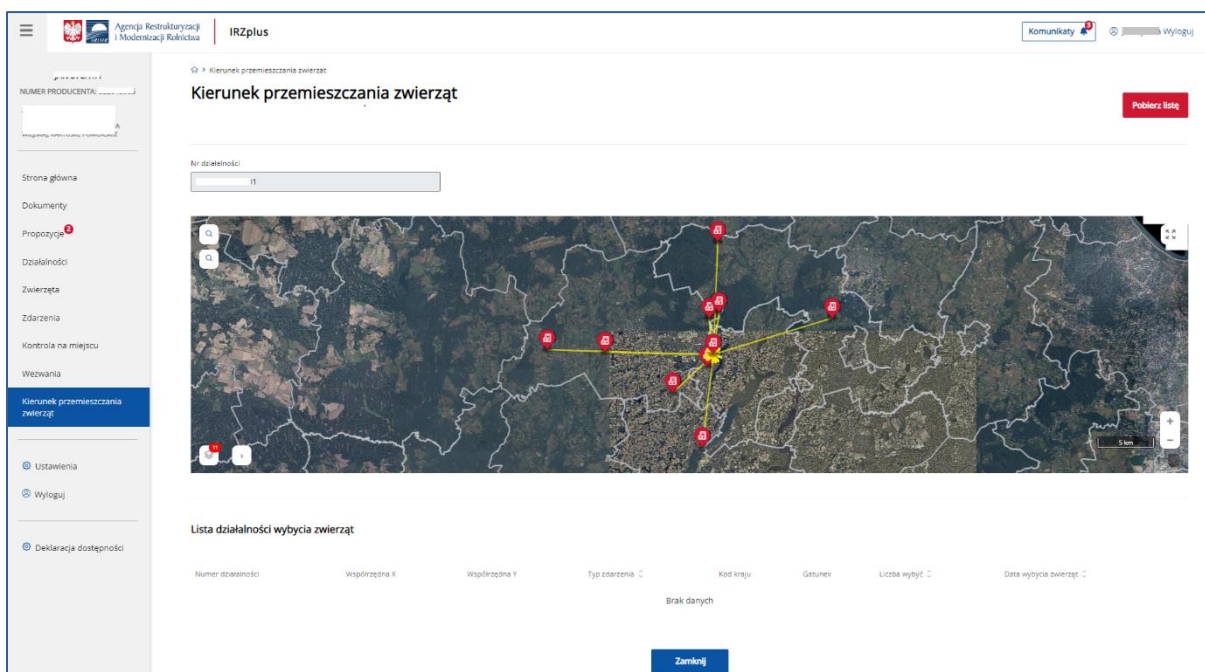 Agencja Restrukturyzacji
i Modernizacji Rolnictwa
IRZplus
Komunikaty 3
Wyloguj
NUMER PRODUCENTA:
Strona główna
Dokumenty
Propozycje 2
Działalności
Zwierzęta
Zdarzenia
Kontrola na miejscu
Wezwania
Kierunek przemieszczania
zwierząt
Ustawienia
Wyloguj
Deklaracja dostępności
Kierunek przemieszczania zwierząt
Kierunek przemieszczania zwierząt
Pobierz listę
Nr działalności
11
5 km
Lista działalności wybycia zwierząt
Numer działalności Współrzędna X Współrzędna Y Typ zdarzenia Kod kraju Gatunek Liczba wybyć Data wybycia zwierząt
Brak danych
Zamknij